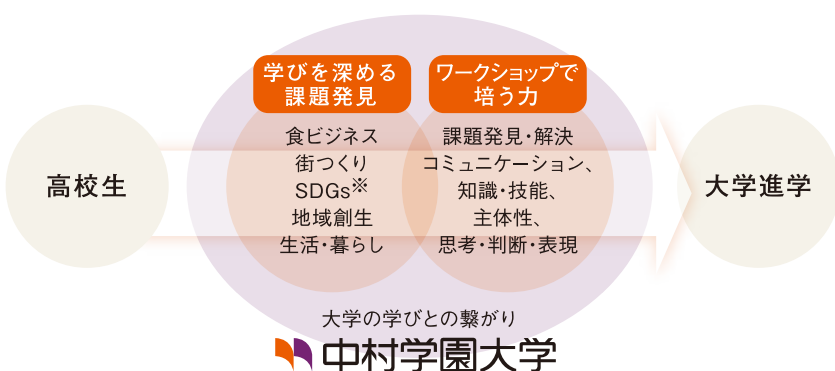 高校生
学びを深める
課題発見
食ビジネス
街つくり
SDGs※
地域創生
生活・暮らし
ワークショップで
培う力
課題発見・解決
コミュニケーション、
知識・技能、
主体性、
思考・判断・表現
大学進学
大学の学びとの繋がり
中村学園大学